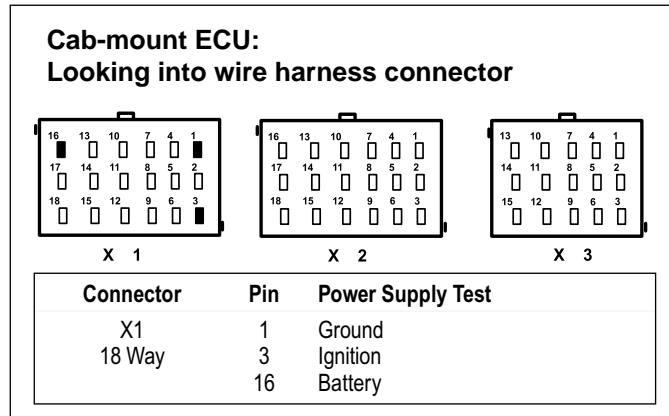 Cab-mount ECU:
Looking into wire harness connector
16 13 10 7 4 1 16 13 10 7 4 1 13 10 7 4 1
17 14 11 8 5 2 17 14 11 8 5 2 14 11 8 5 2
18 15 12 9 6 3 18 15 12 9 6 3 15 12 9 6 3
X 1 X 2 X 3
Connector Pin Power Supply Test
X1 1 Ground
18 Way 3 Ignition
16 Battery